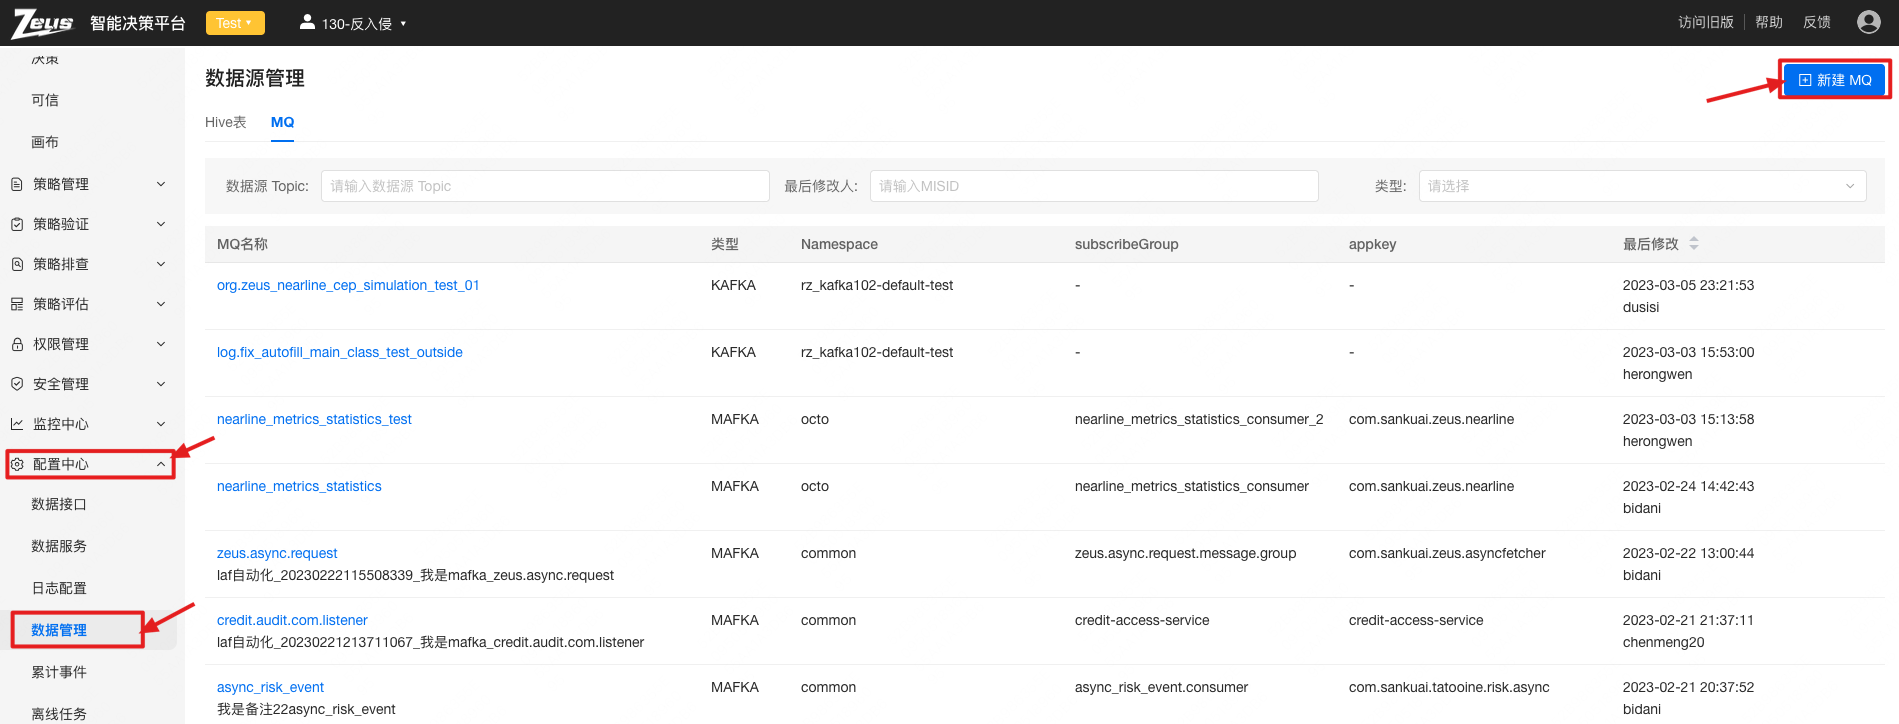 Zeus 智能决策平台 Test 130-反入侵 访问旧版 帮助 反馈
决策
可信
画布
策略管理
策略验证
策略排查
策略评估
权限管理
安全管理
监控中心
配置中心
数据接口
数据服务
日志配置
数据管理
累计事件
离线任务
数据源管理
新建 MQ
Hive表 MQ
数据源 Topic: 请输入数据源 Topic 最后修改人: 请输入MISID 类型: 请选择
MQ名称 类型 Namespace subscribeGroup appkey 最后修改
org.zeus_nearline_cep_simulation_test_01 KAFKA rz_kafka102-default-test - - 2023-03-05 23:21:53
dusisi
log.fix_autofill_main_class_test_outside KAFKA rz_kafka102-default-test - - 2023-03-03 15:53:00
herongwen
nearline_metrics_statistics_test MAFKA octo nearline_metrics_statistics_consumer_2 com.sankuai.zeus.nearline 2023-03-03 15:13:58
herongwen
nearline_metrics_statistics MAFKA octo nearline_metrics_statistics_consumer com.sankuai.zeus.nearline 2023-02-24 14:42:43
bidani
zeus.async.request MAFKA common zeus.async.request.message.group com.sankuai.zeus.asyncfetcher 2023-02-22 13:00:44
laf自动化_20230222115508339_我是mafka_zeus.async.request bidani
credit.audit.com.listener MAFKA common credit-access-service credit-access-service 2023-02-21 21:37:11
laf自动化_20230221213711067_我是mafka_credit.audit.com.listener chenmeng20
async_risk_event MAFKA common async_risk_event.consumer com.sankuai.tatooine.risk.async 2023-02-21 20:37:52
我是备注22async_risk_event bidani